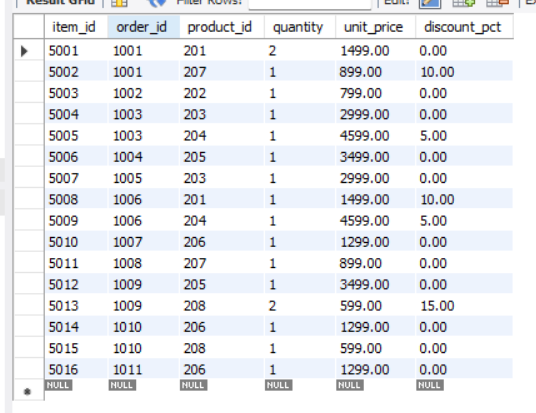 Result Grid Filter Rows: Edit:
item_id order_id product_id quantity unit_price discount_pct
5001 1001 201 2 1499.00 0.00
5002 1001 207 1 899.00 10.00
5003 1002 202 1 799.00 0.00
5004 1003 203 1 2999.00 0.00
5005 1003 204 1 4599.00 5.00
5006 1004 205 1 3499.00 0.00
5007 1005 203 1 2999.00 0.00
5008 1006 201 1 1499.00 10.00
5009 1006 204 1 4599.00 5.00
5010 1007 206 1 1299.00 0.00
5011 1008 207 1 899.00 0.00
5012 1009 205 1 3499.00 0.00
5013 1009 208 2 599.00 15.00
5014 1010 206 1 1299.00 0.00
5015 1010 208 1 599.00 0.00
5016 1011 206 1 1299.00 0.00
NULL NULL NULL NULL NULL NULL